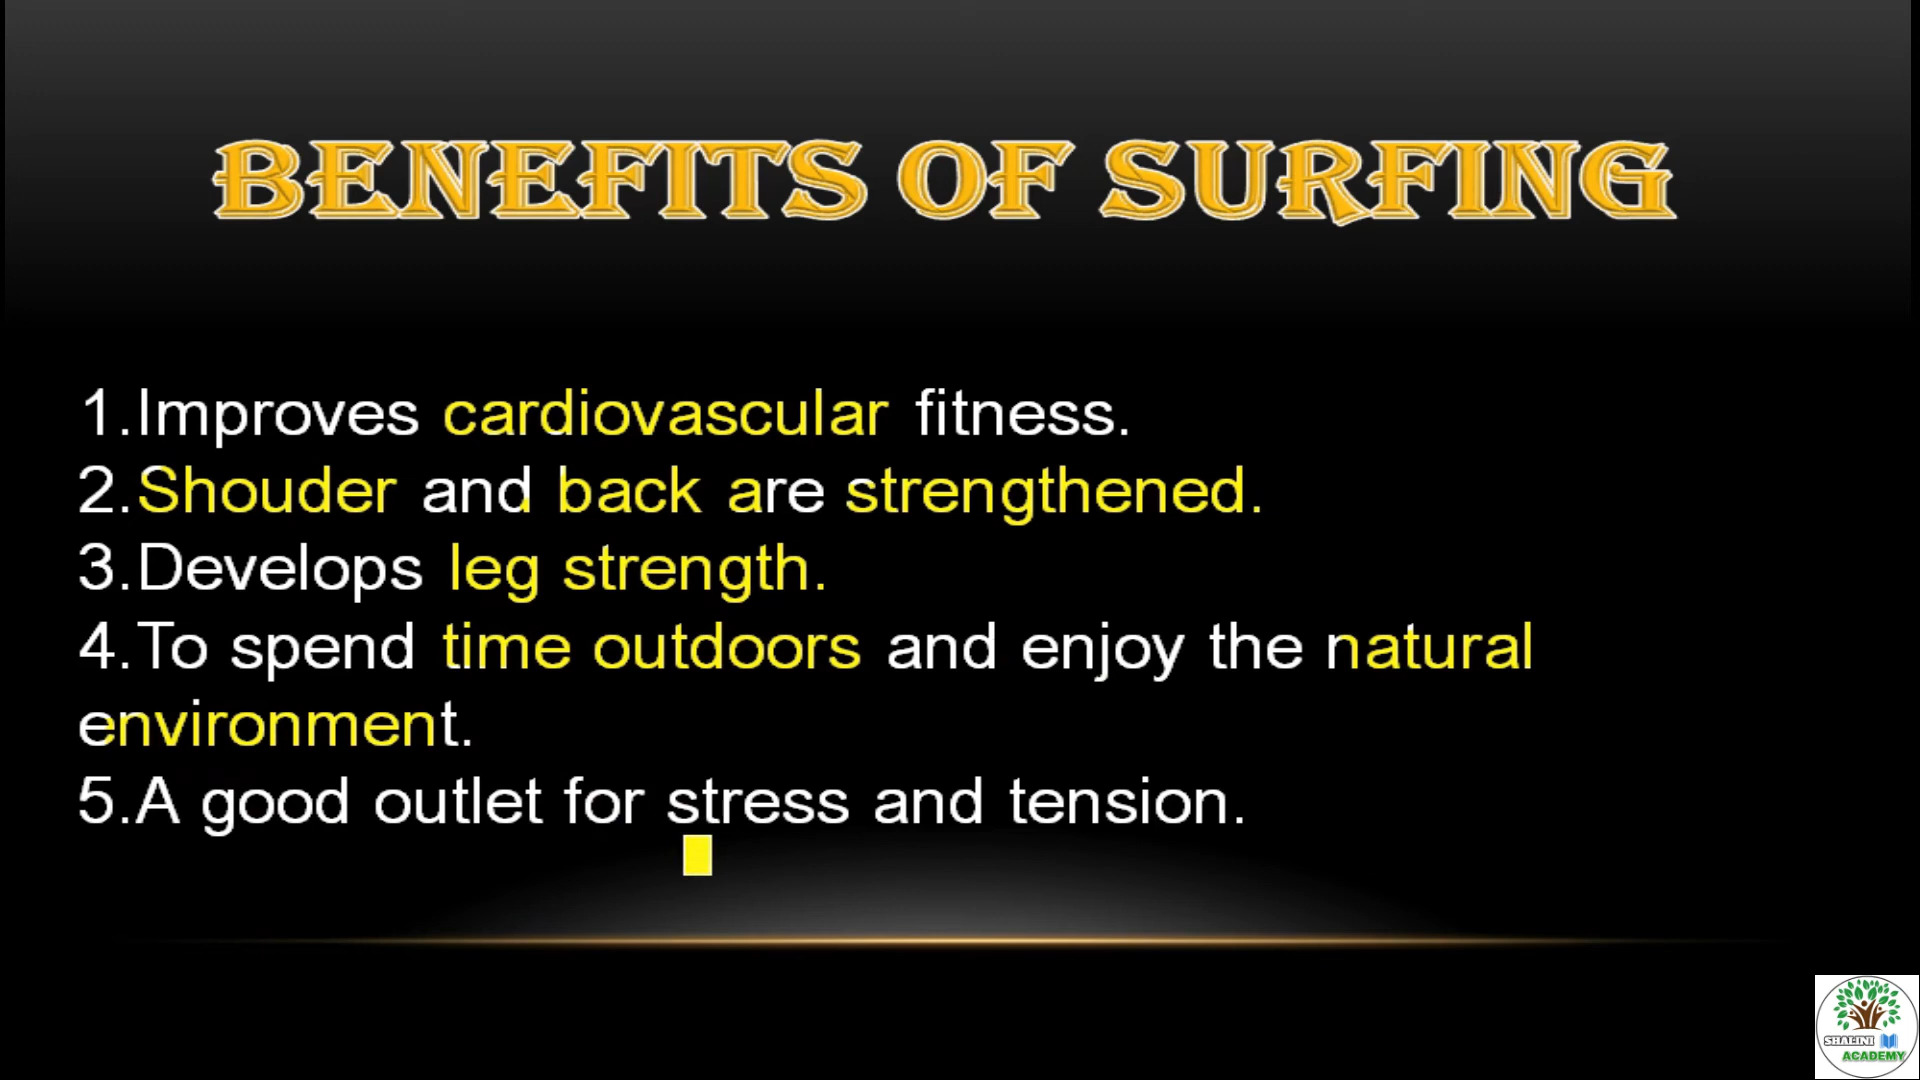 BENEFITS OF SURFING
1.Improves cardiovascular fitness.
2.Shouder and back are strengthened.
3.Develops leg strength.
4.To spend time outdoors and enjoy the natural
environment.
5.A good outlet for stress and tension.
SHALINI
ACADEMY